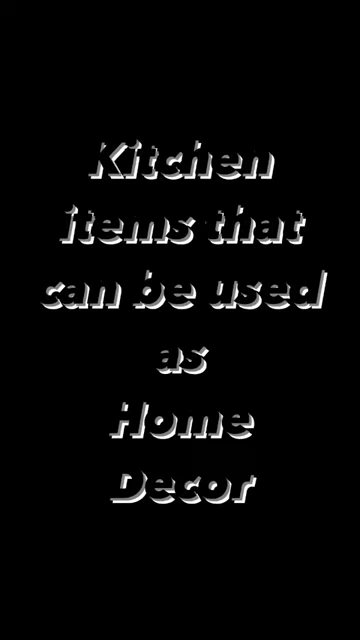 Kitchen
items that
can be used
as
Home
Decor